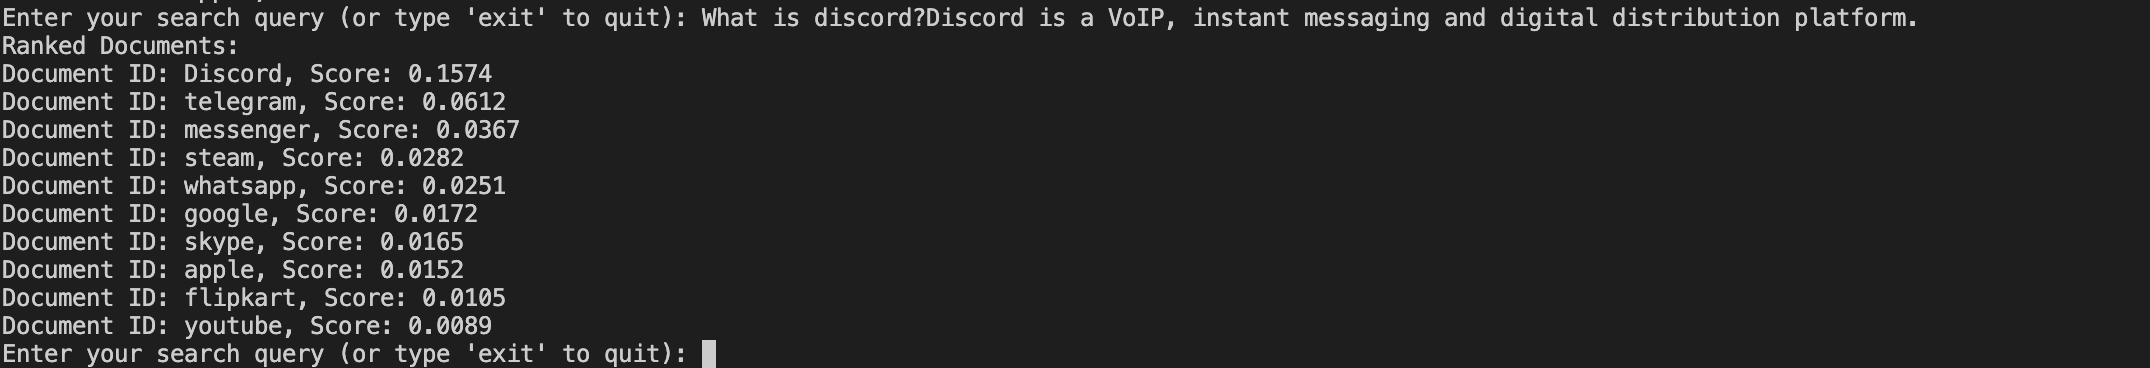 Enter your search query (or type 'exit' to quit): What is discord?Discord is a VoIP, instant messaging and digital distribution platform.
Ranked Documents:
Document ID: Discord, Score: 0.1574
Document ID: telegram, Score: 0.0612
Document ID: messenger, Score: 0.0367
Document ID: steam, Score: 0.0282
Document ID: whatsapp, Score: 0.0251
Document ID: google, Score: 0.0172
Document ID: skype, Score: 0.0165
Document ID: apple, Score: 0.0152
Document ID: flipkart, Score: 0.0105
Document ID: youtube, Score: 0.0089
Enter your search query (or type 'exit' to quit):